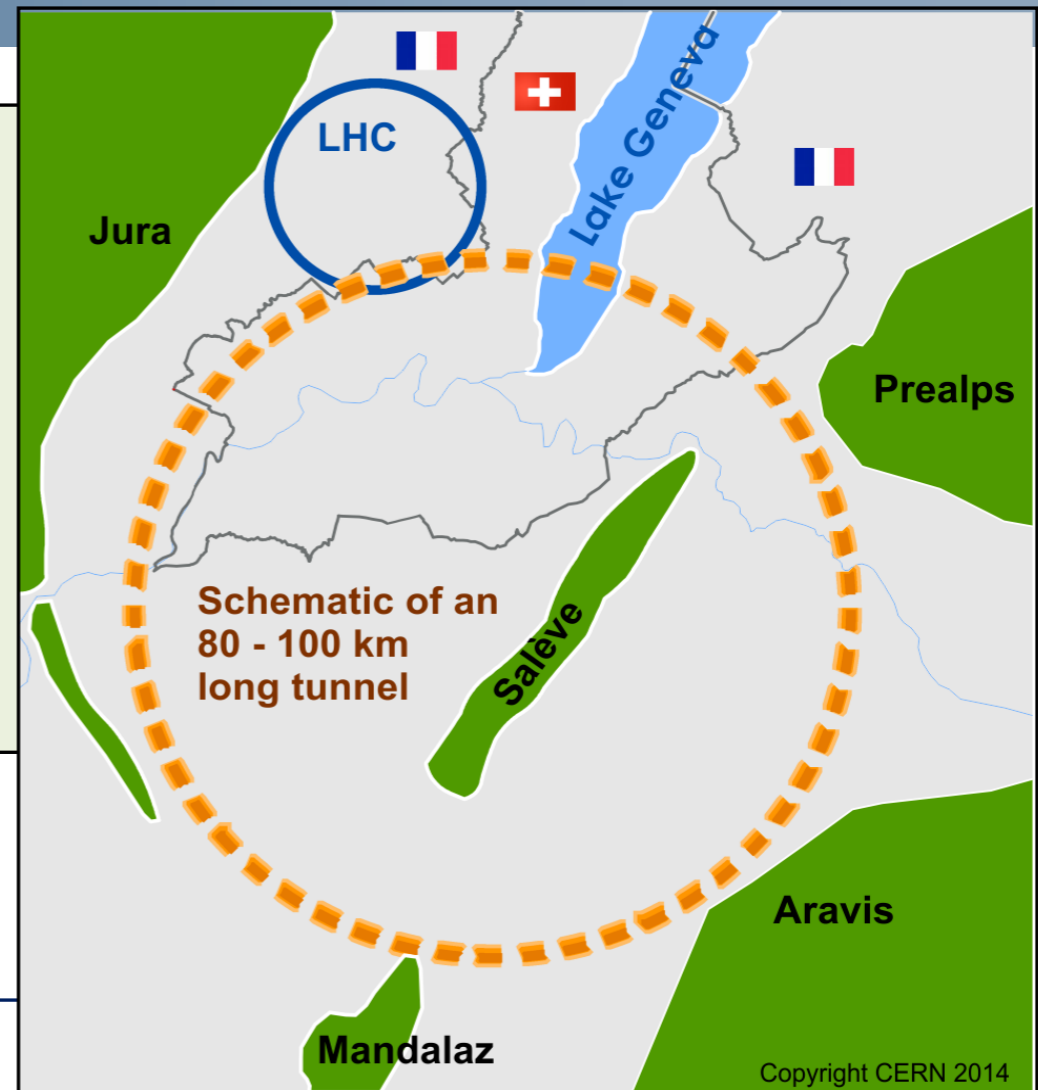 LHC
Lake Geneva
Jura
Prealps
Schematic of an
80 - 100 km
long tunnel
Salève
Aravis
Mandalaz
Copyright CERN 2014